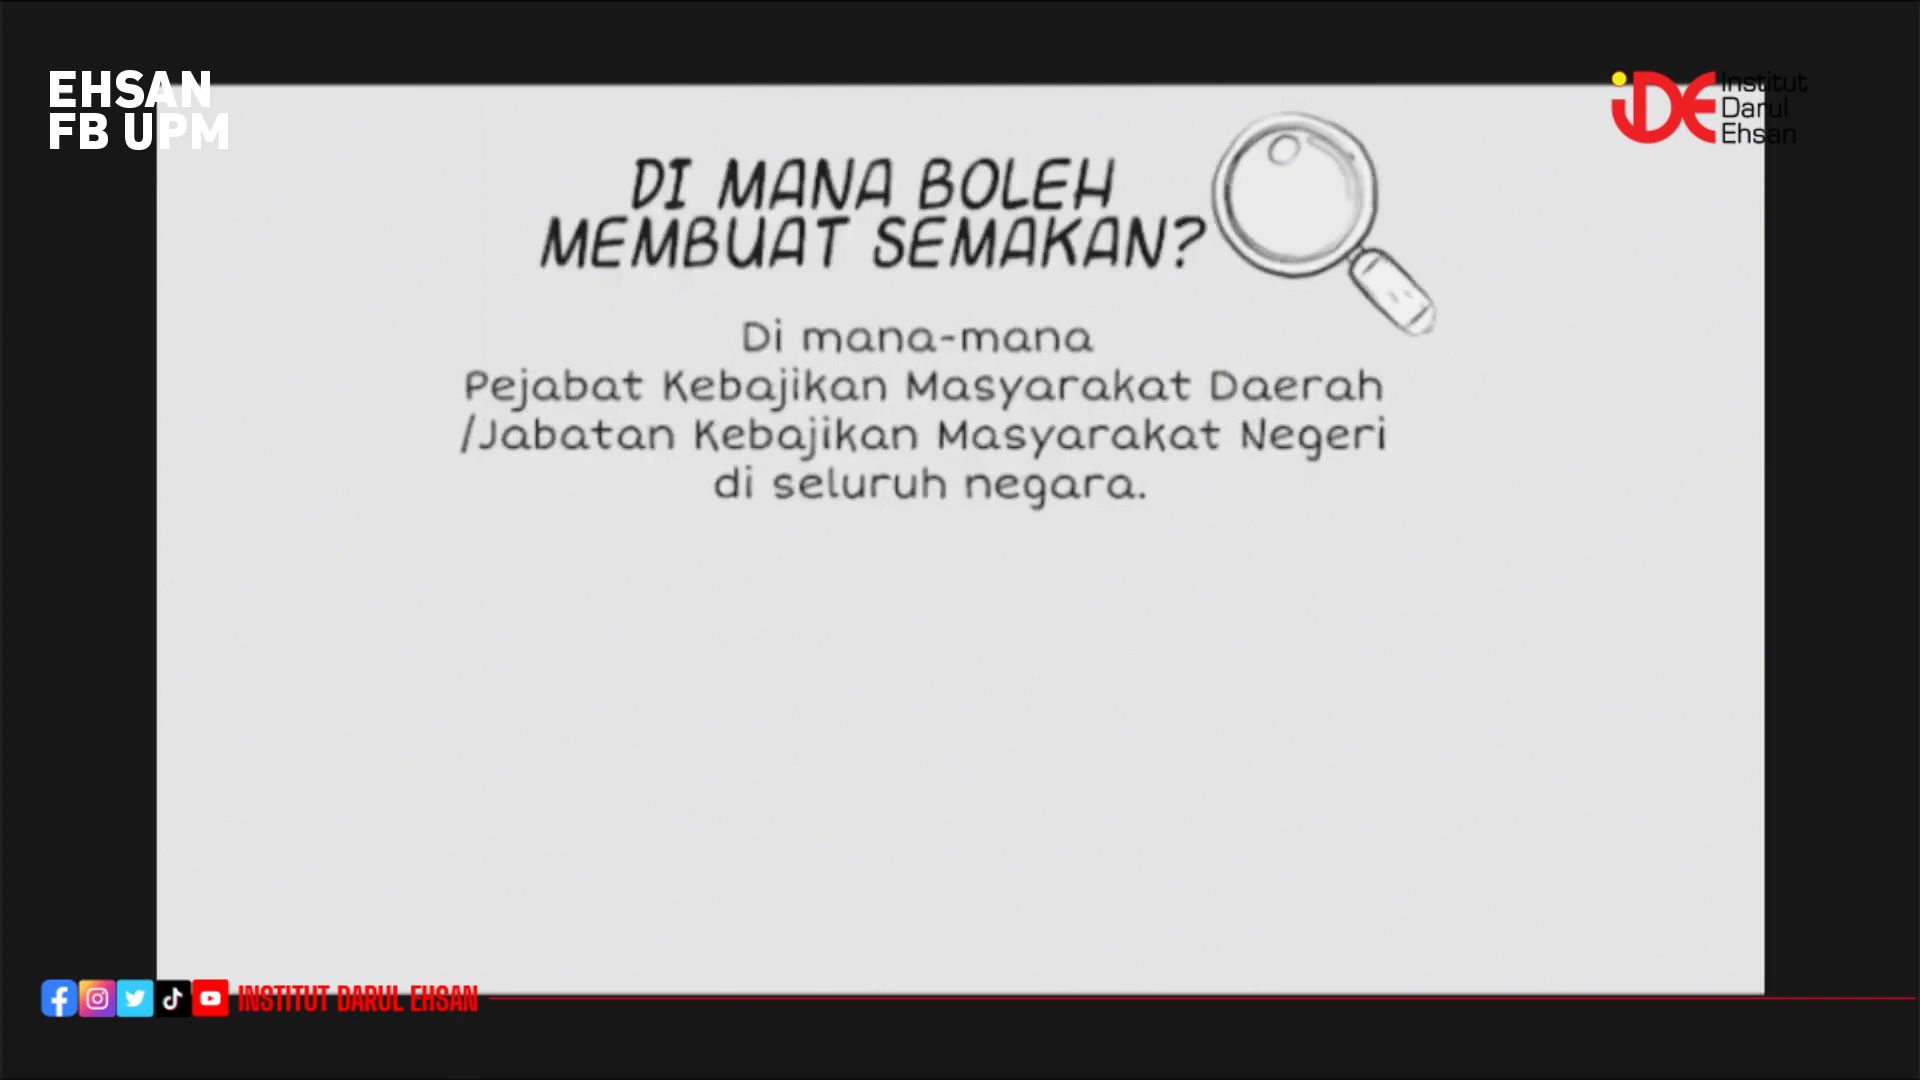 EHSAN
FB UPM
iDE
Institut
Darul
Ehsan
DI MANA BOLEH
MEMBUAT SEMAKAN?
Di mana-mana
Pejabat Kebajikan Masyarakat Daerah
/Jabatan Kebajikan Masyarakat Negeri
di seluruh negara.
INSTITUT DARUL EHSAN